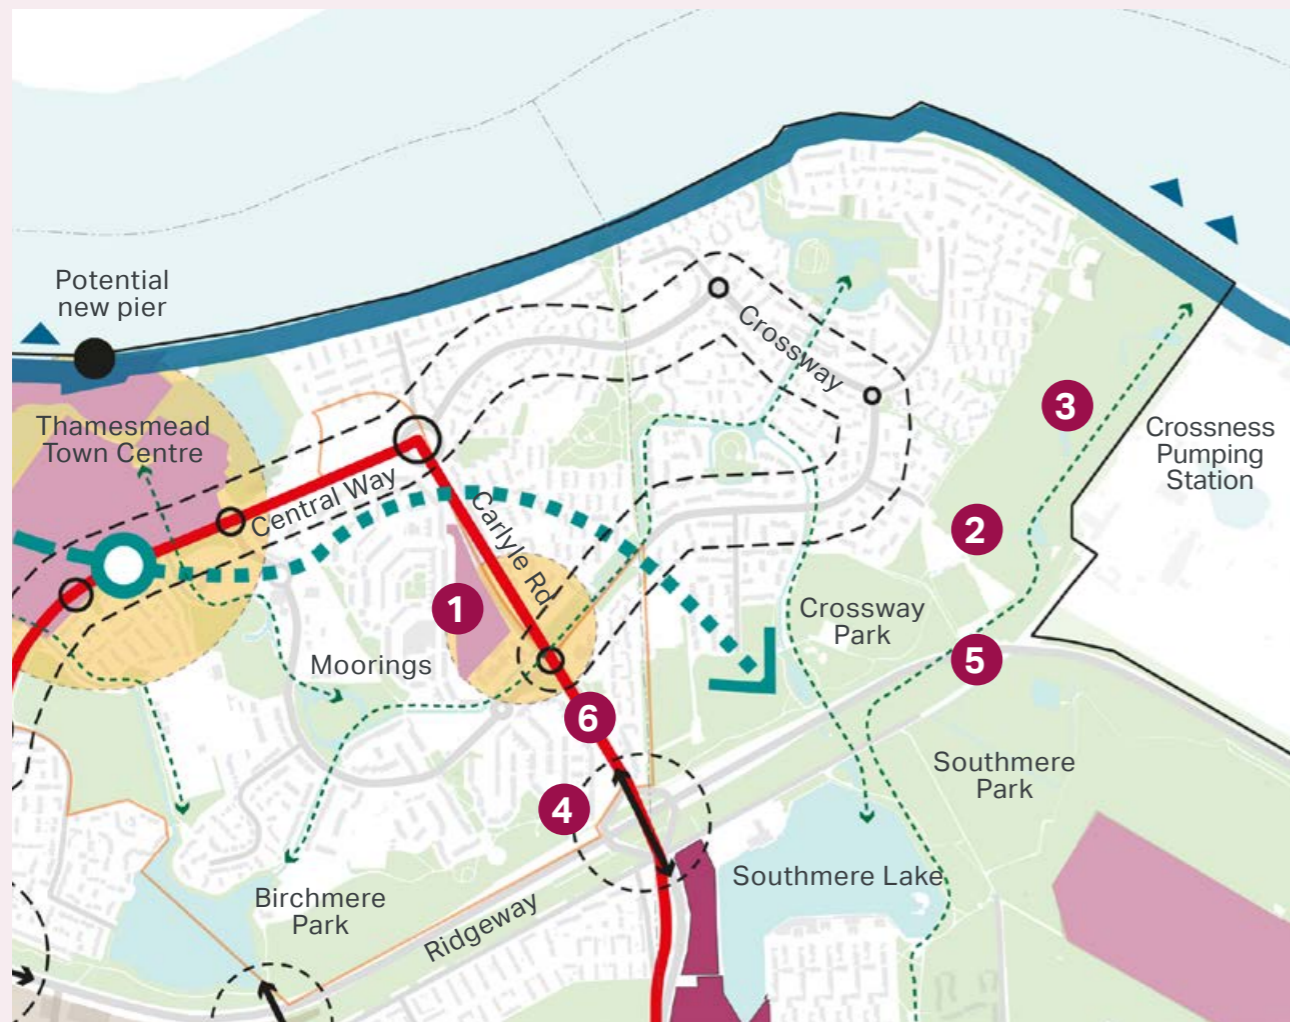 Potential
new pier
Thamesmead
Town Centre
Central Way
Carlyle Rd
Crossway
3
Crossness
Pumping
Station
2
1
Crossway
Park
Moorings
5
6
Southmere
Park
4
Southmere Lake
Birchmere
Park
Ridgeway